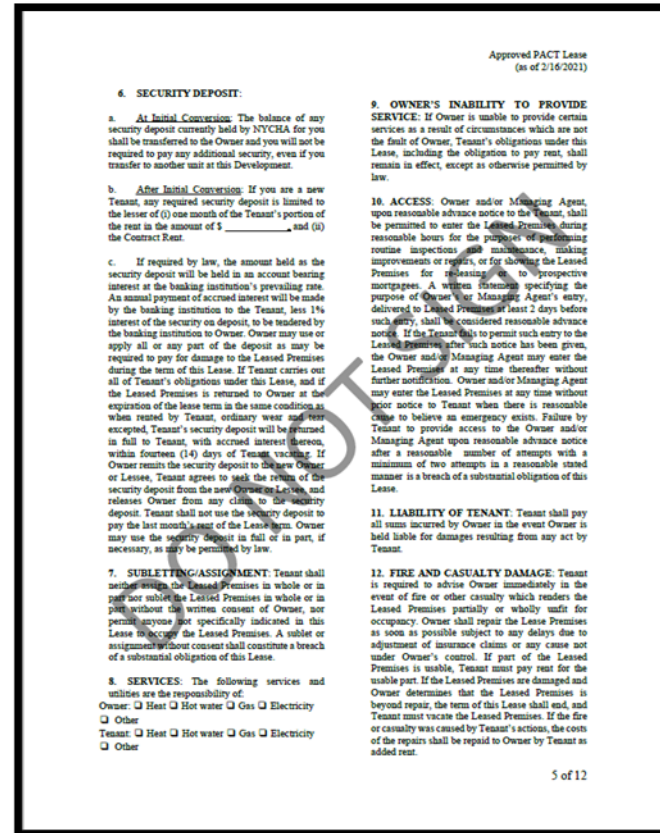 Approved PACT Lease
(as of 2/16/2021)
6. SECURITY DEPOSIT:
a. At Initial Conversion: The balance of any
security deposit currently held by NYCHA for you
shall be transferred to the Owner and you will not be
required to pay any additional security, even if you
transfer to another unit at this Development.
b. After Initial Conversion: If you are a new
Tenant, any required security deposit is limited to
the lesser of (i) one month of the Tenant's portion of
the rent in the amount of $ ____________, and (ii)
the Contract Rent.
c. If required by law, the amount held as the
security deposit will be held in an account bearing
interest at the banking institution's prevailing rate.
An annual payment of accrued interest will be made
by the banking institution to the Tenant, less 1%
interest of the security on deposit, to be tendered by
the banking institution to Owner. Owner may use or
apply all or any part of the deposit as may be
required to pay for damage to the Leased Premises
during the term of this Lease. If Tenant carries out
all of Tenant's obligations under this Lease, and if
the Leased Premises is returned to Owner at the
expiration of the lease term in the same condition as
when rented by Tenant, ordinary wear and tear
excepted, Tenant's security deposit will be returned
in full to Tenant, with accrued interest thereon,
within fourteen (14) days of Tenant vacating. If
Owner remits the security deposit to the new Owner
or Lessee, Tenant agrees to seek the return of the
security deposit from the new Owner or Lessee, and
releases Owner from any claim to the security
deposit. Tenant shall not use the security deposit to
pay the last month's rent of the Lease term. Owner
may use the security deposit in full or in part, if
necessary, as may be permitted by law.
7. SUBLETTING/ASSIGNMENT: Tenant shall
neither assign the Leased Premises in whole or in
part nor sublet the Leased Premises in whole or in
part without the written consent of Owner, nor
permit anyone not specifically indicated in this
Lease to occupy the Leased Premises. A sublet or
assignment without consent shall constitute a breach
of a substantial obligation of this Lease.
8. SERVICES: The following services and
utilities are the responsibility of:
Owner: ❑ Heat ❑ Hot water ❑ Gas ❑ Electricity
❑ Other
Tenant: ❑ Heat ❑ Hot water ❑ Gas ❑ Electricity
❑ Other
9. OWNER'S INABILITY TO PROVIDE
SERVICE: If Owner is unable to provide certain
services as a result of circumstances which are not
the fault of Owner, Tenant's obligations under this
Lease, including the obligation to pay rent, shall
remain in effect, except as otherwise permitted by
law.
10. ACCESS: Owner and/or Managing Agent,
upon reasonable advance notice to the Tenant, shall
be permitted to enter the Leased Premises during
reasonable hours for the purposes of performing
routine inspections and maintenance, making
improvements or repairs, or for showing the Leased
Premises for re-leasing or to prospective
mortgagees. A written statement specifying the
purpose of Owner's or Managing Agent's entry,
delivered to Leased Premises at least 2 days before
such entry, shall be considered reasonable advance
notice. If the Tenant fails to permit such entry to the
Leased Premises after such notice has been given,
the Owner and/or Managing Agent may enter the
Leased Premises at any time thereafter without
further notification. Owner and/or Managing Agent
may enter the Leased Premises at any time without
prior notice to Tenant when there is reasonable
cause to believe an emergency exists. Failure by
Tenant to provide access to the Owner and/or
Managing Agent upon reasonable advance notice
after a reasonable number of attempts with a
minimum of two attempts in a reasonable stated
manner is a breach of a substantial obligation of this
Lease.
11. LIABILITY OF TENANT: Tenant shall pay
all sums incurred by Owner in the event Owner is
held liable for damages resulting from any act by
Tenant.
12. FIRE AND CASUALTY DAMAGE: Tenant
is required to advise Owner immediately in the
event of fire or other casualty which renders the
Leased Premises partially or wholly unfit for
occupancy. Owner shall repair the Lease Premises
as soon as possible subject to any delays due to
adjustment of insurance claims or any cause not
under Owner's control. If part of the Leased
Premises is usable, Tenant must pay rent for the
usable part. If the Leased Premises are damaged and
Owner determines that the Leased Premises is
beyond repair, the term of this Lease shall end, and
Tenant must vacate the Leased Premises. If the fire
or casualty was caused by Tenant's actions, the costs
of the repairs shall be repaid to Owner by Tenant as
added rent.
5 of 12
DO NOT SIGN